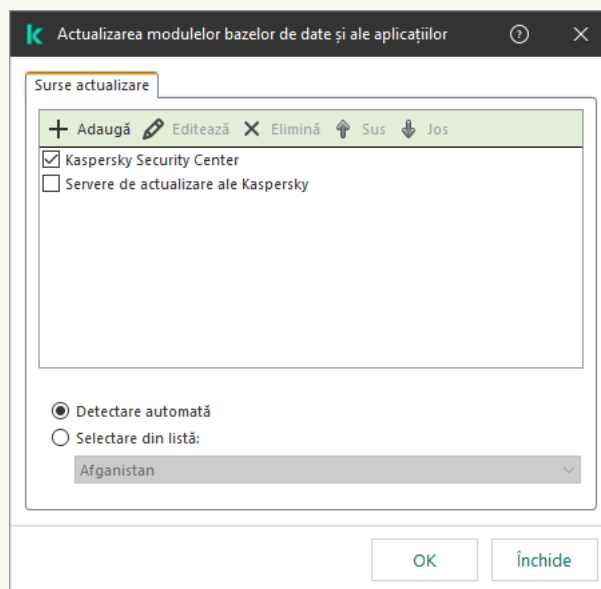 Actualizarea modulelor bazelor de date și ale aplicațiilor
Surse actualizare
Adaugă Editează Elimină Sus Jos
Kaspersky Security Center
Servere de actualizare ale Kaspersky
Detectare automată
Selectare din listă:
Afganistan
OK Închide